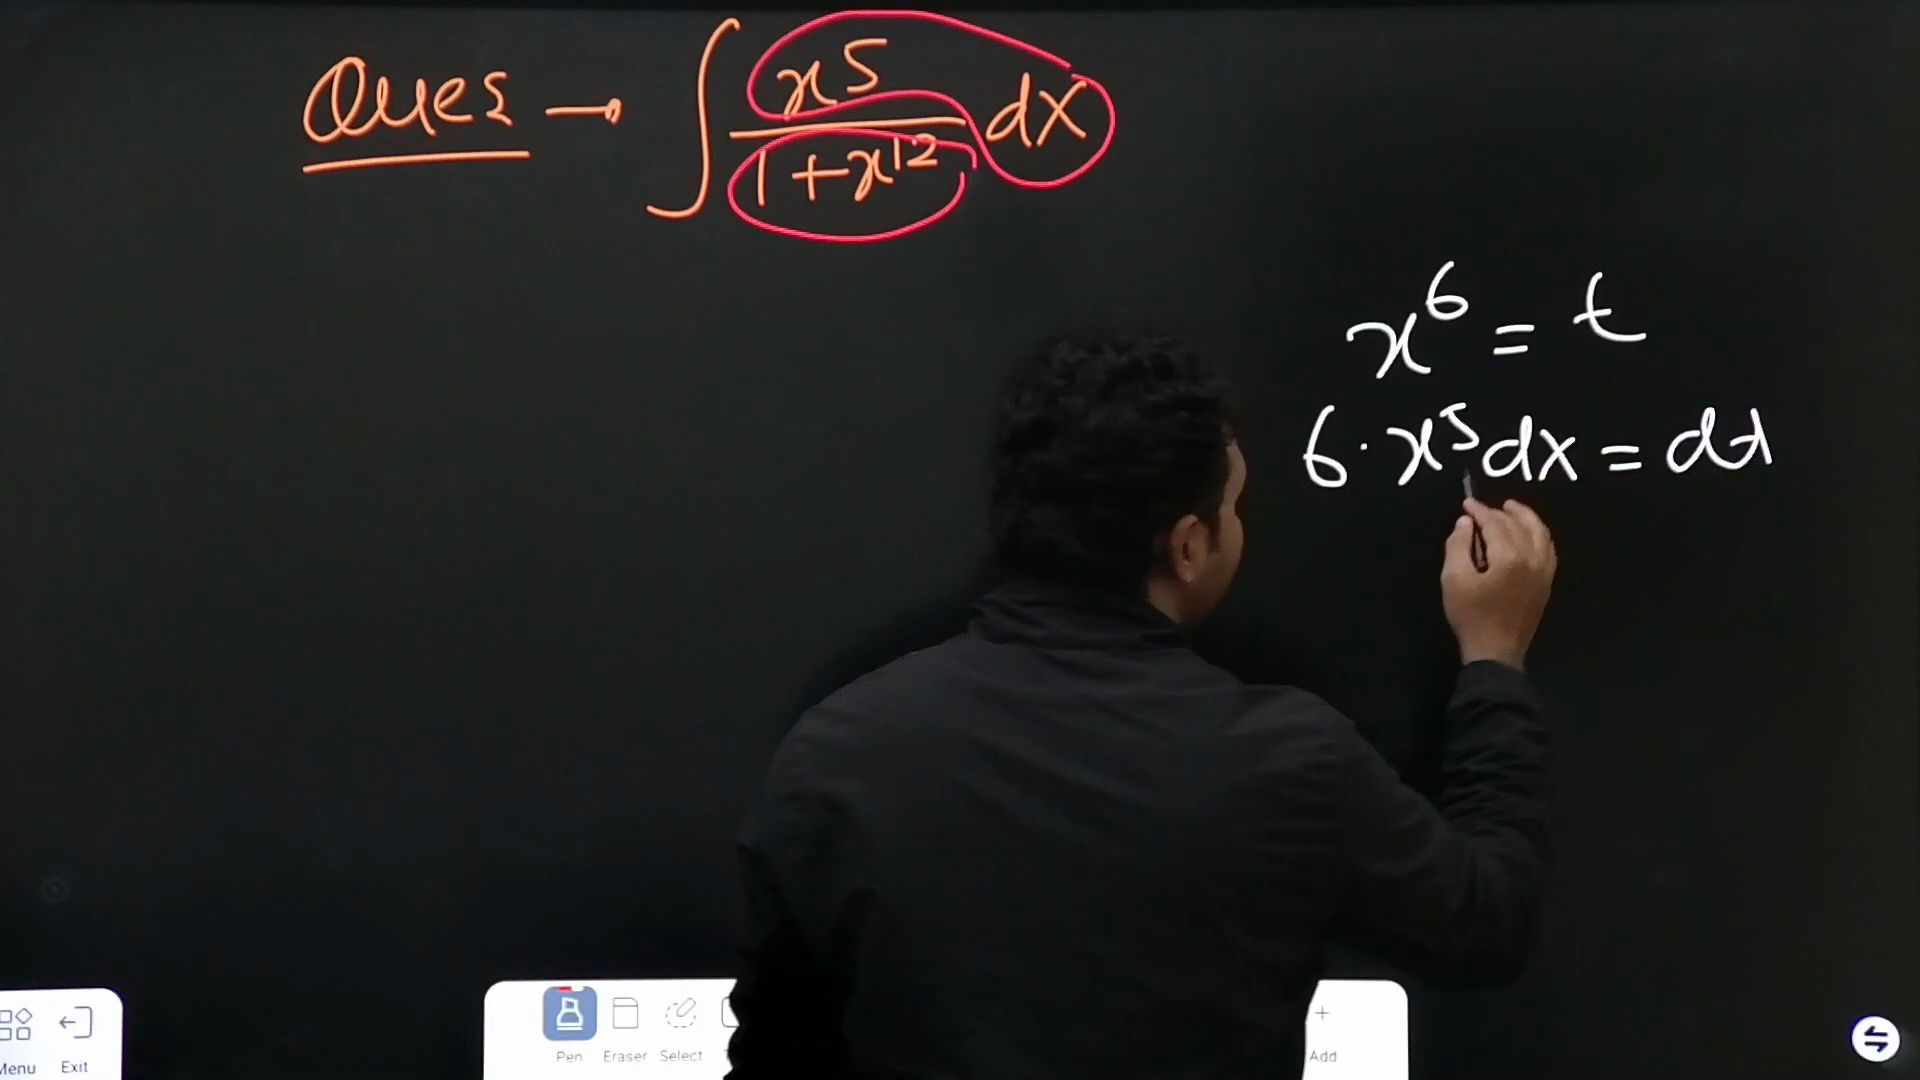 Ques → ∫ x⁵/(1+x¹²) dx
x⁶ = t
6·x⁵dx = dt
Menu Exit
Pen Eraser Select Add